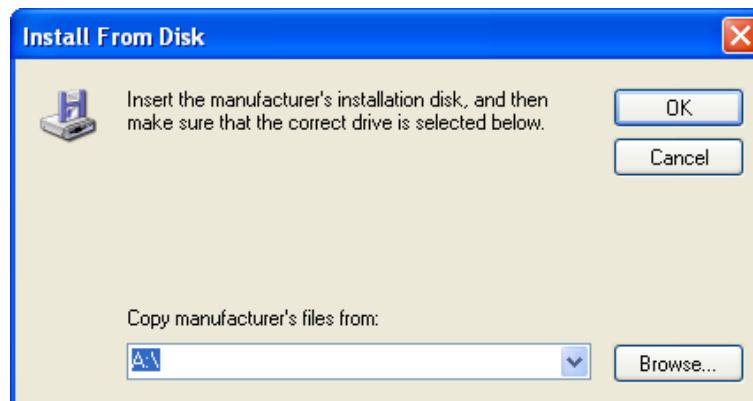 Install From Disk
Insert the manufacturer's installation disk, and then
make sure that the correct drive is selected below.
OK
Cancel
Copy manufacturer's files from:
A:\
Browse...